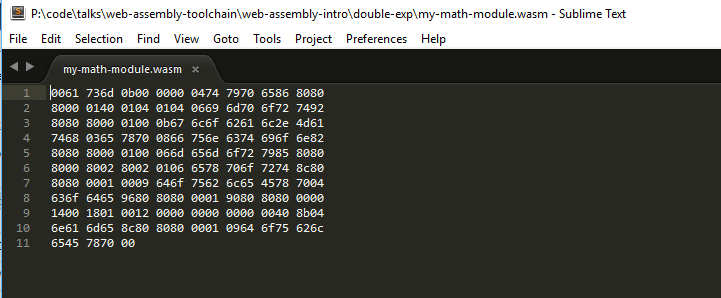 P:\code\talks\web-assembly-toolchain\web-assembly-intro\double-exp\my-math-module.wasm - Sublime Text
File Edit Selection Find View Goto Tools Project Preferences Help
my-math-module.wasm ×
1 0061 736d 0b00 0000 0474 7970 6586 8080
2 8000 0140 0104 0104 0669 6d70 6f72 7492
3 8080 8000 0100 0b67 6c6f 6261 6c2e 4d61
4 7468 0365 7870 0866 756e 6374 696f 6e82
5 8080 8000 0100 066d 656d 6f72 7985 8080
6 8000 8002 8002 0106 6578 706f 7274 8c80
7 8080 0001 0009 646f 7562 6c65 4578 7004
8 636f 6465 9680 8080 0001 9080 8080 0000
9 1400 1801 0012 0000 0000 0000 0040 8b04
10 6e61 6d65 8c80 8080 0001 0964 6f75 626c
11 6545 7870 00